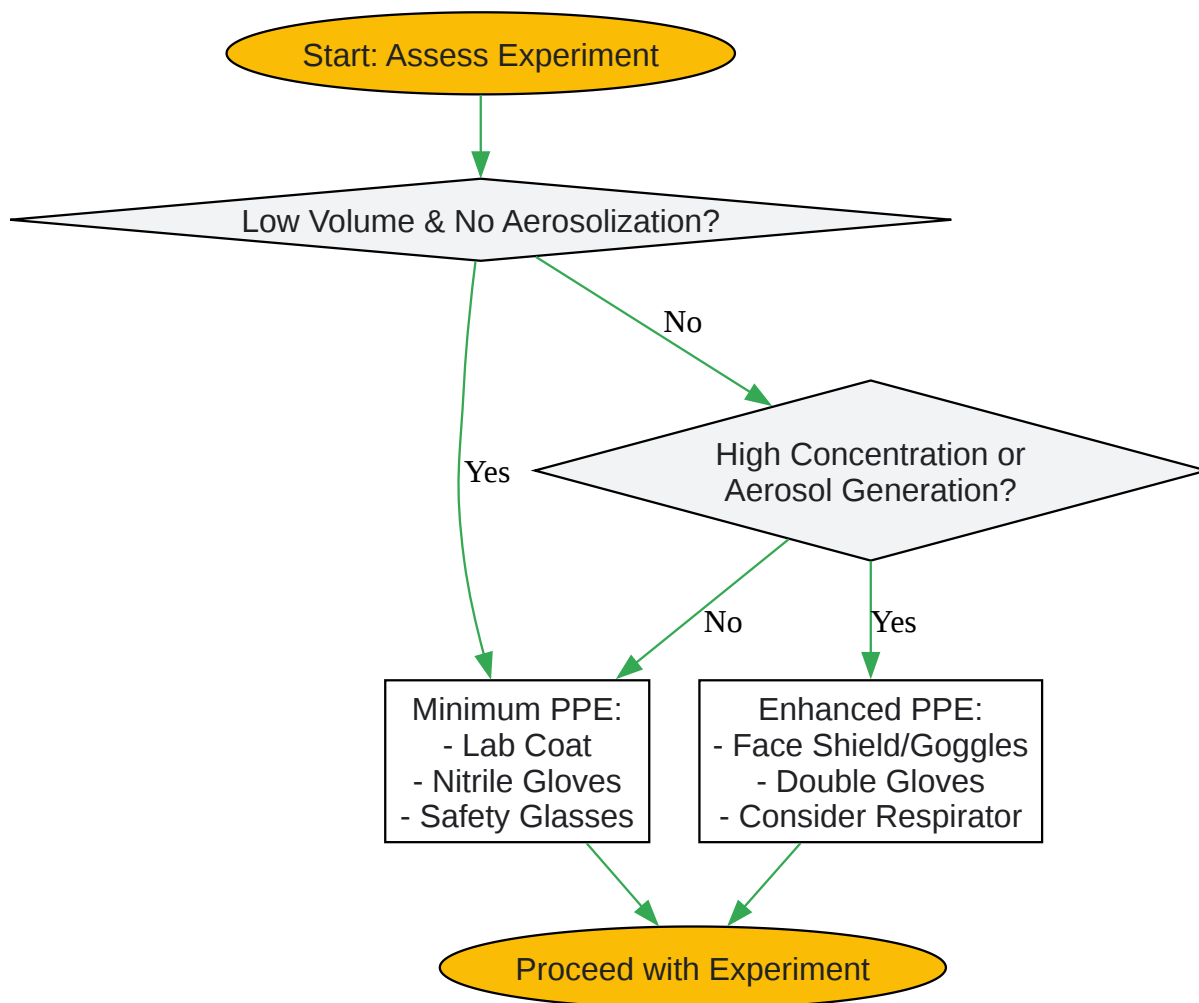 Start: Assess Experiment
Low Volume & No Aerosolization?
No
High Concentration or
Aerosol Generation?
Yes
No
Yes
Minimum PPE:
- Lab Coat
- Nitrile Gloves
- Safety Glasses
Enhanced PPE:
- Face Shield/Goggles
- Double Gloves
- Consider Respirator
Proceed with Experiment